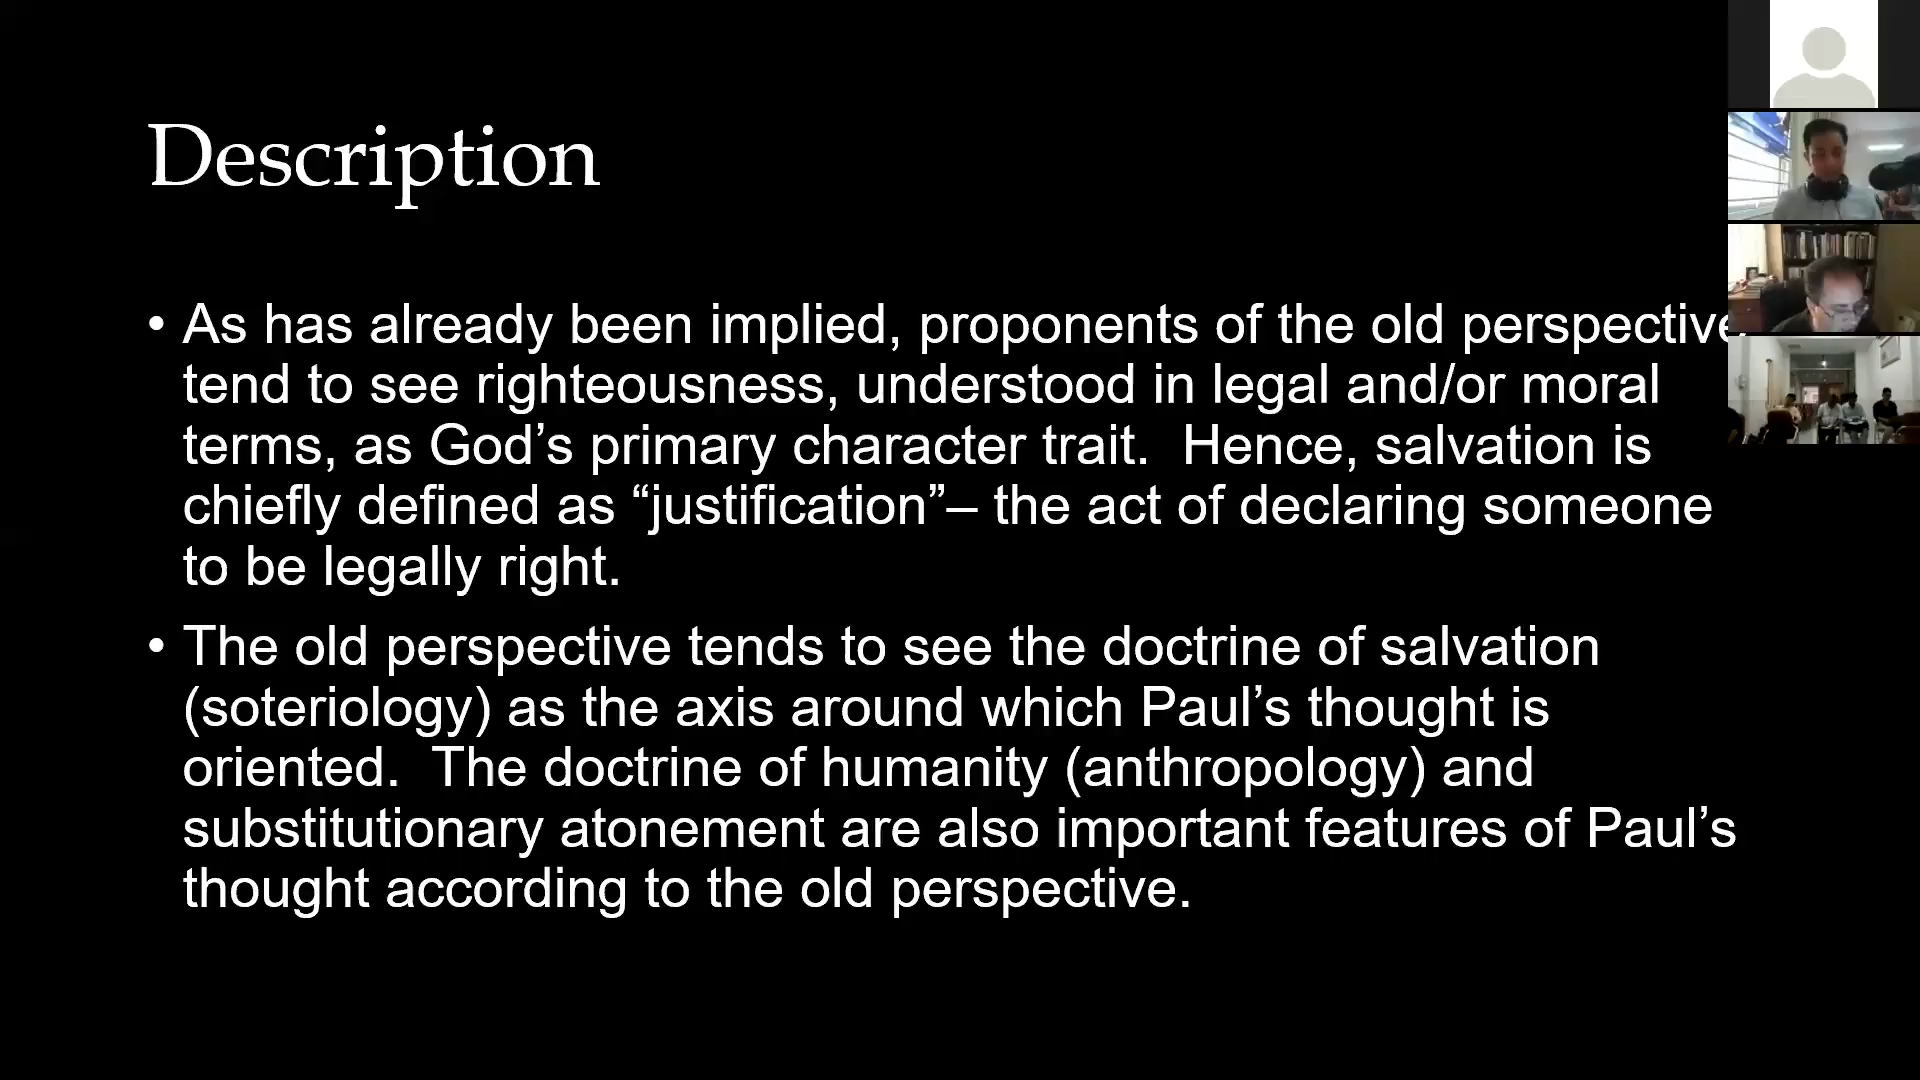 Description
• As has already been implied, proponents of the old perspective
tend to see righteousness, understood in legal and/or moral
terms, as God’s primary character trait.  Hence, salvation is
chiefly defined as “justification”– the act of declaring someone
to be legally right.
• The old perspective tends to see the doctrine of salvation
(soteriology) as the axis around which Paul’s thought is
oriented.  The doctrine of humanity (anthropology) and
substitutionary atonement are also important features of Paul’s
thought according to the old perspective.